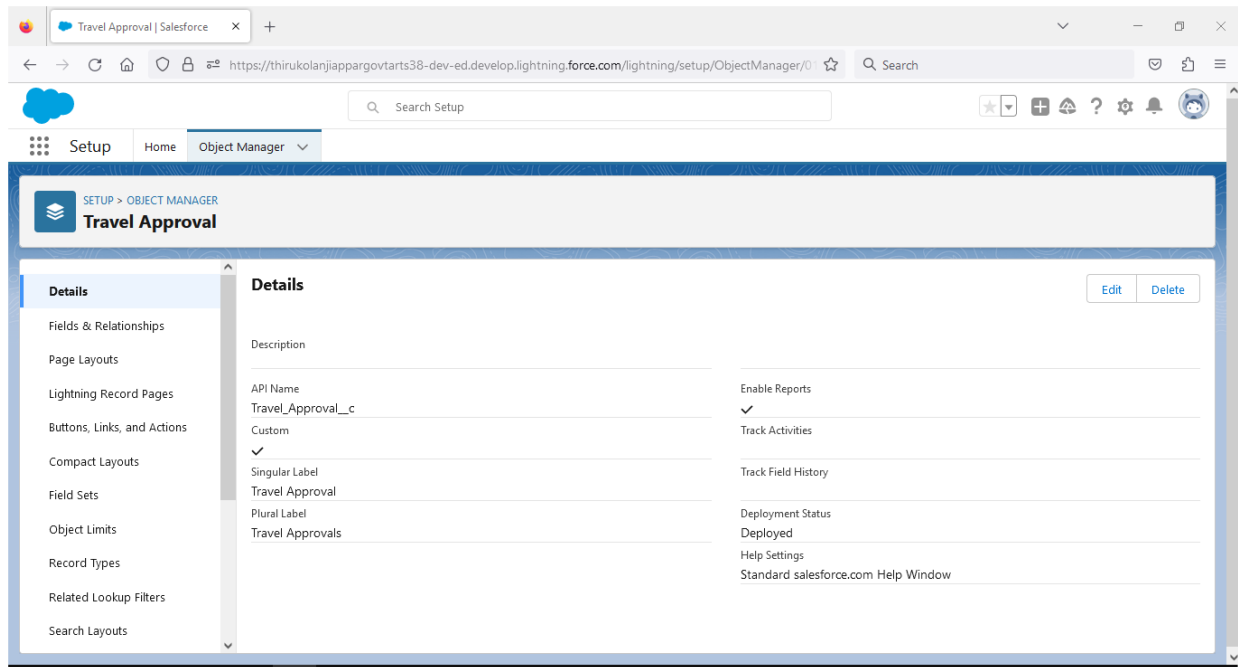 Travel Approval | Salesforce
https://thirukolanjiappargovtarts38-dev-ed.develop.lightning.force.com/lightning/setup/ObjectManager/01
Search
Search Setup
Setup
Home
Object Manager
SETUP > OBJECT MANAGER
Travel Approval
Details
Fields & Relationships
Page Layouts
Lightning Record Pages
Buttons, Links, and Actions
Compact Layouts
Field Sets
Object Limits
Record Types
Related Lookup Filters
Search Layouts
Details
Edit
Delete
Description
API Name
Travel_Approval__c
Custom
Singular Label
Travel Approval
Plural Label
Travel Approvals
Enable Reports
Track Activities
Track Field History
Deployment Status
Deployed
Help Settings
Standard salesforce.com Help Window